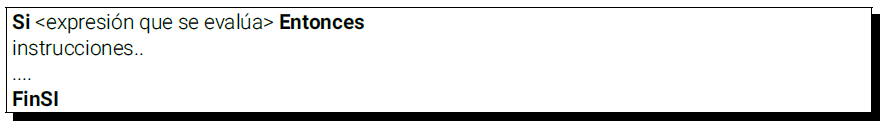 Si <expresión que se evalúa> Entonces
instrucciones..
....
FinSI